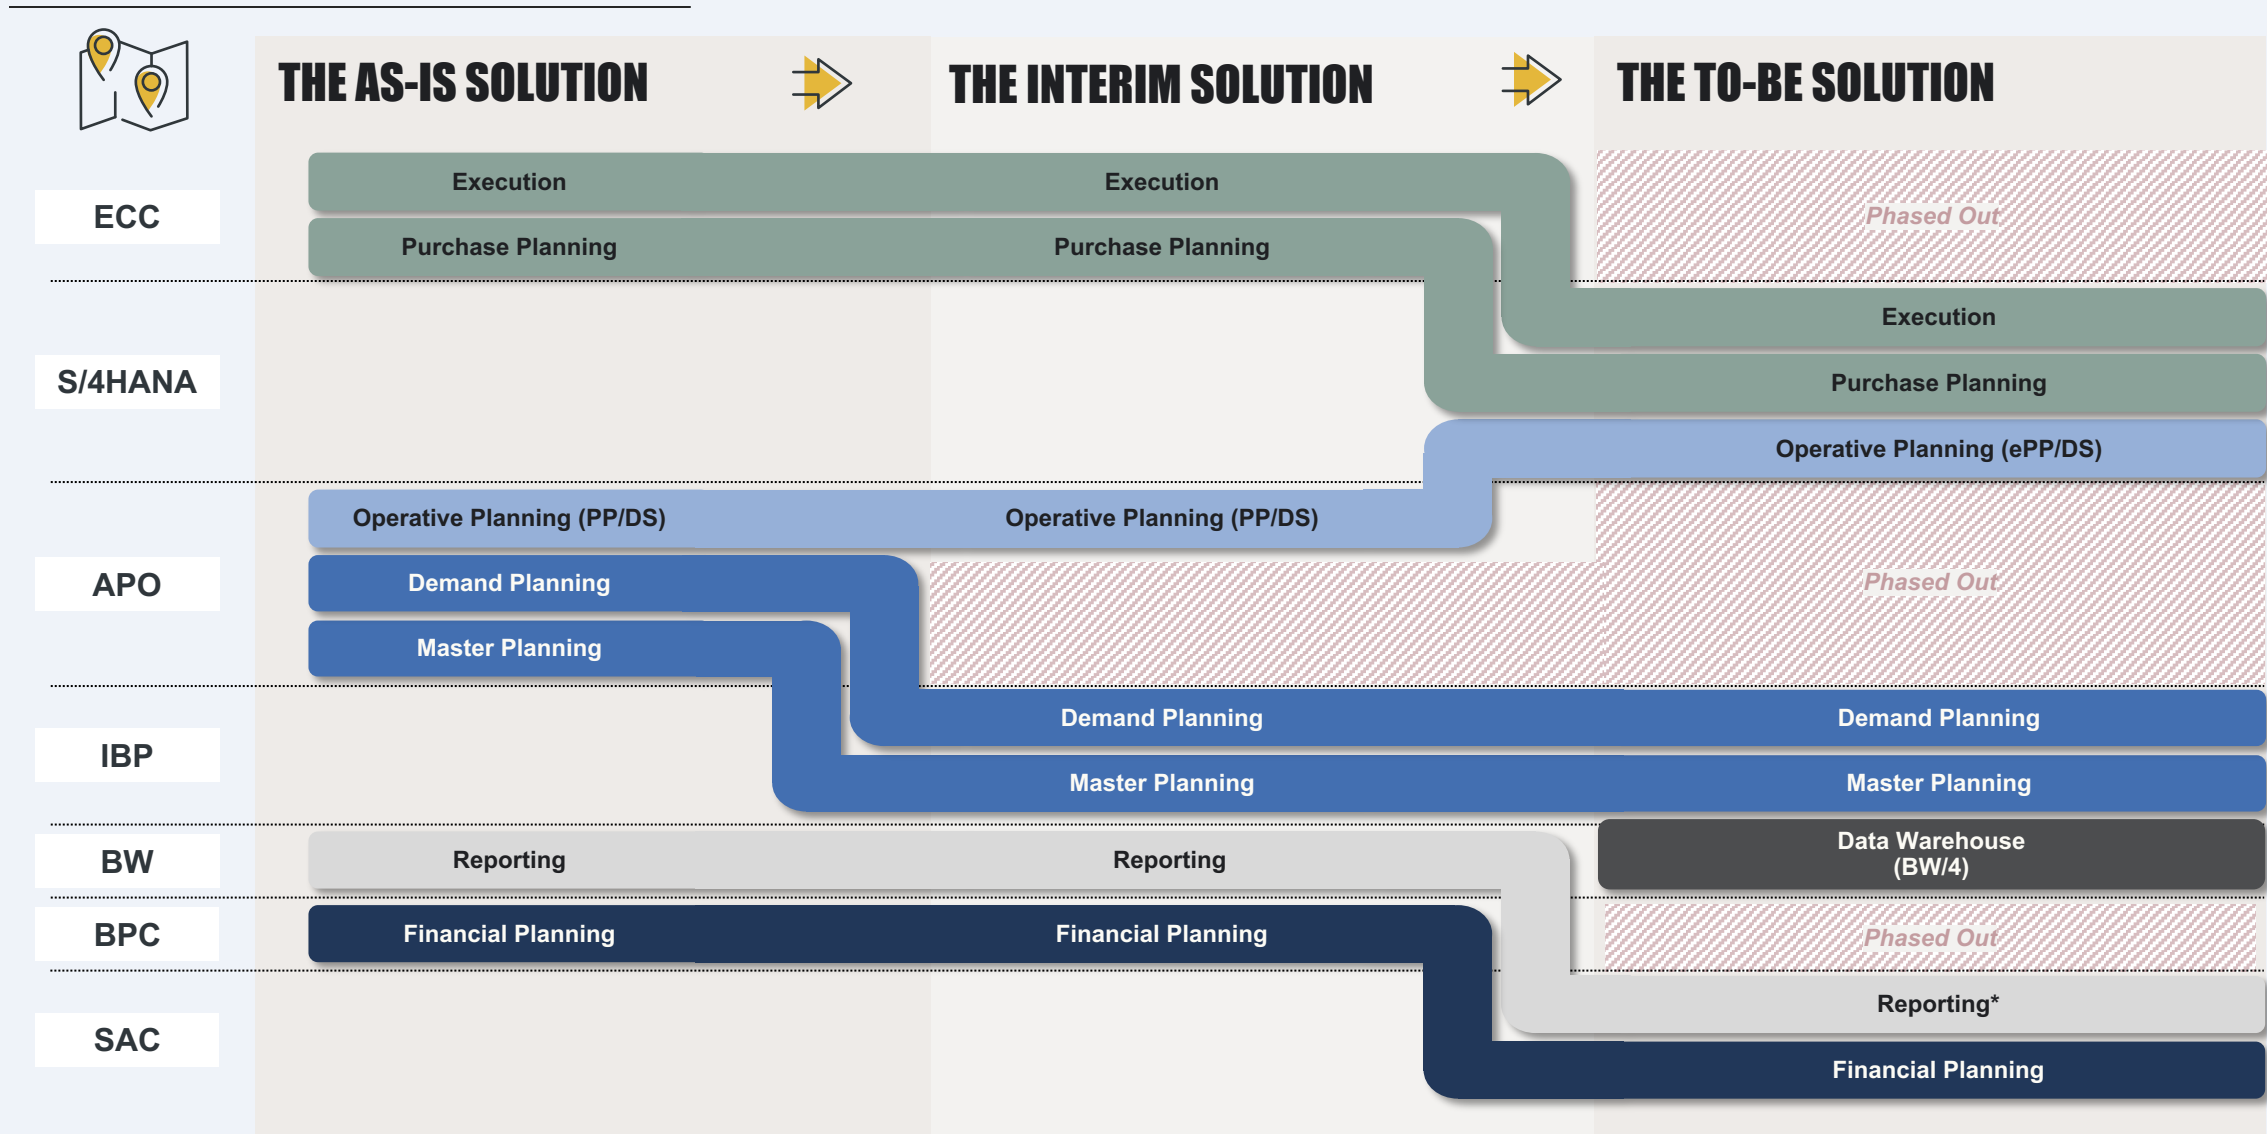 THE AS-IS SOLUTION
THE INTERIM SOLUTION
THE TO-BE SOLUTION
ECC
Execution
Execution
Phased Out
Purchase Planning
Purchase Planning
S/4HANA
Execution
Purchase Planning
Operative Planning (ePP/DS)
APO
Operative Planning (PP/DS)
Operative Planning (PP/DS)
Demand Planning
Phased Out
Master Planning
IBP
Demand Planning
Demand Planning
Master Planning
Master Planning
BW
Reporting
Reporting
Data Warehouse
(BW/4)
BPC
Financial Planning
Financial Planning
Phased Out
SAC
Reporting*
Financial Planning